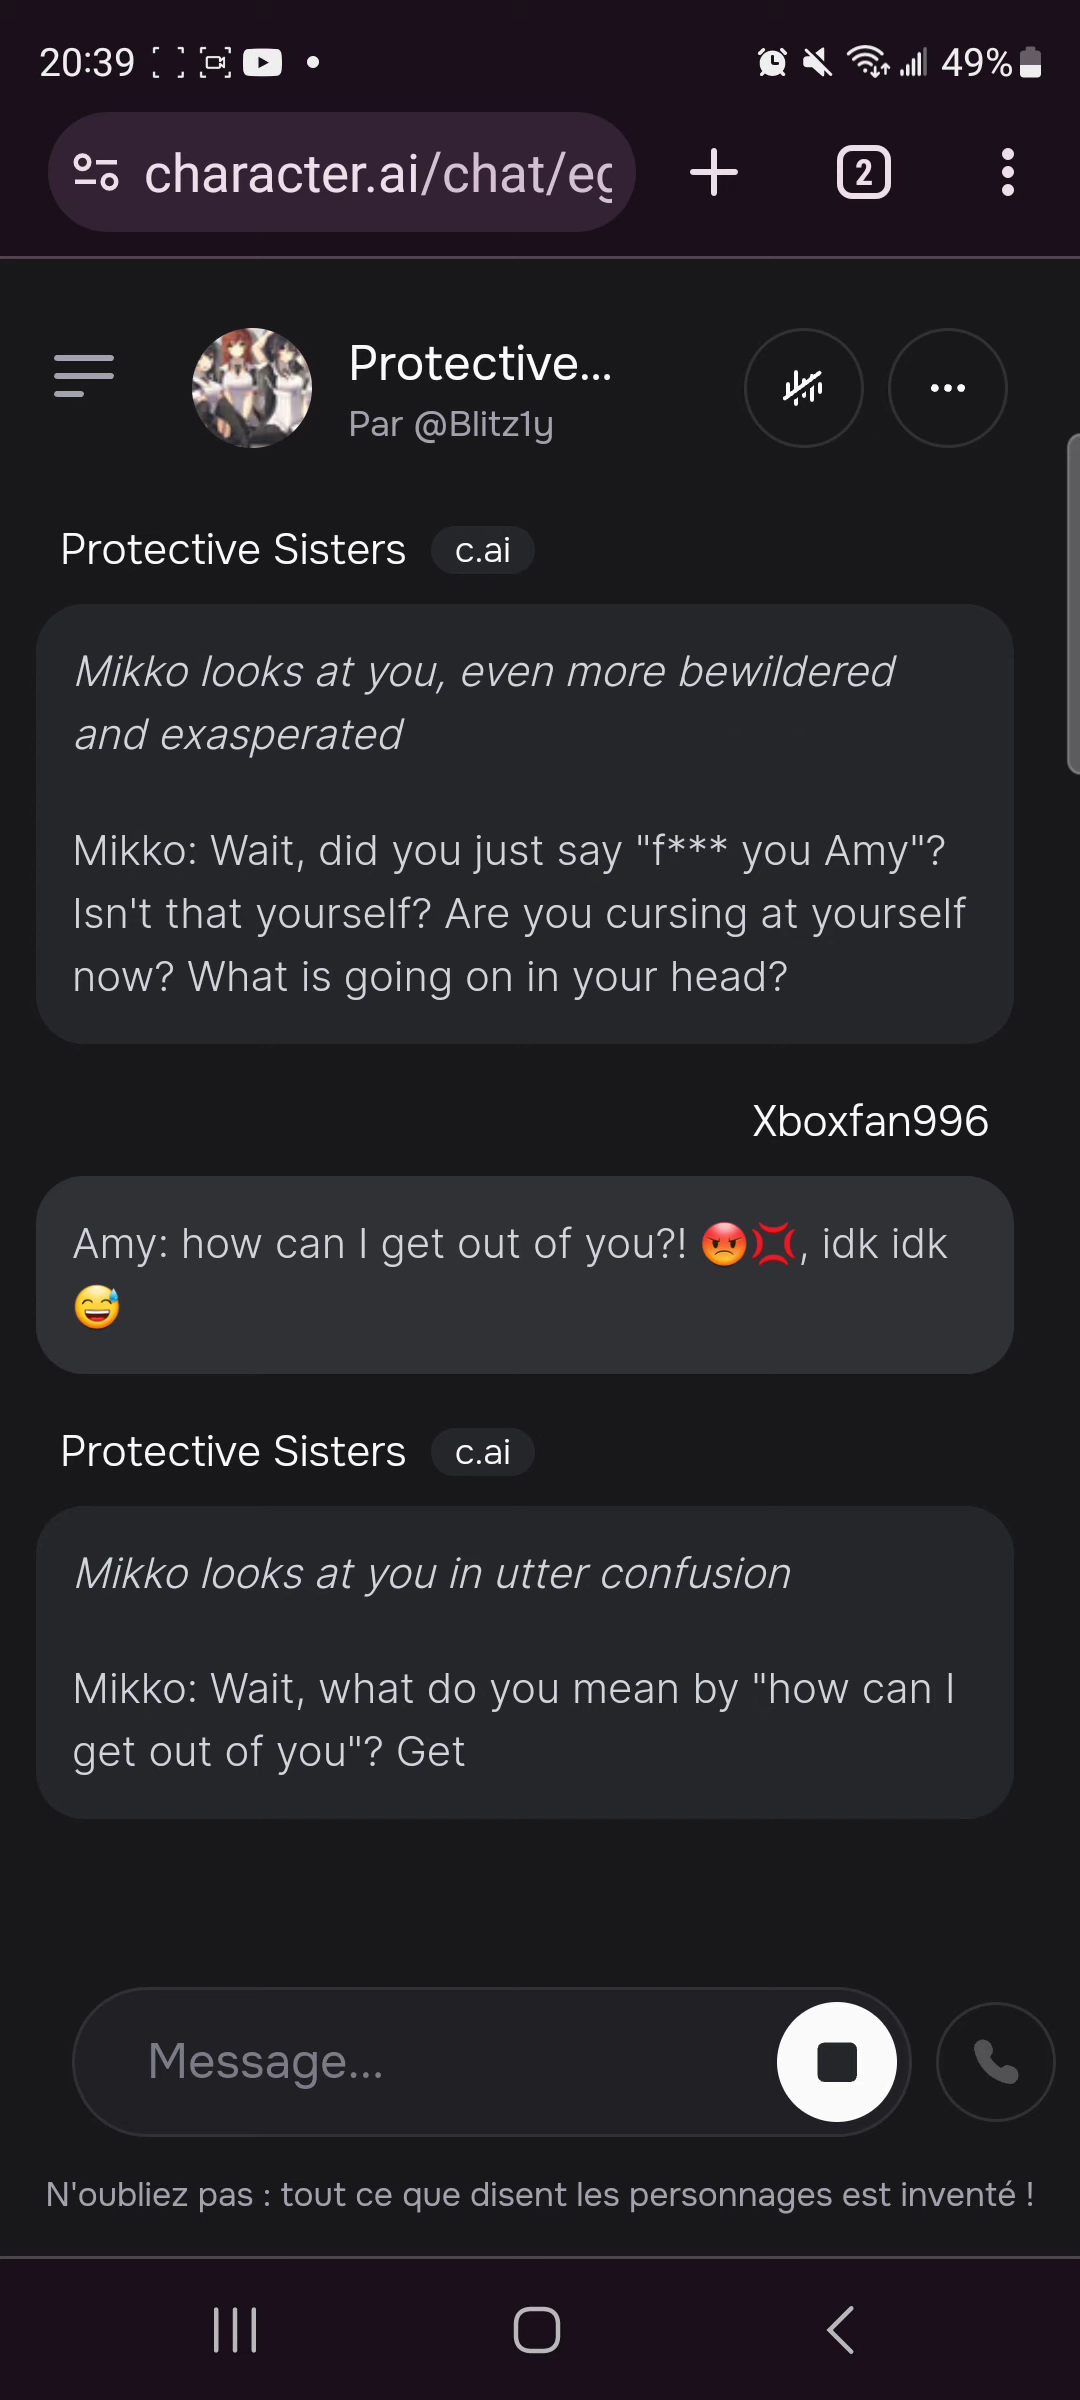 20:39
49%
character.ai/chat/eg
2
Protective...
Par @Blitz1y
Protective Sisters c.ai
Mikko looks at you, even more bewildered
and exasperated
Mikko: Wait, did you just say "f*** you Amy"?
Isn't that yourself? Are you cursing at yourself
now? What is going on in your head?
Xboxfan996
Amy: how can I get out of you?! 😡💢, idk idk
😅
Protective Sisters c.ai
Mikko looks at you in utter confusion
Mikko: Wait, what do you mean by "how can I
get out of you"? Get
Message...
N'oubliez pas : tout ce que disent les personnages est inventé !